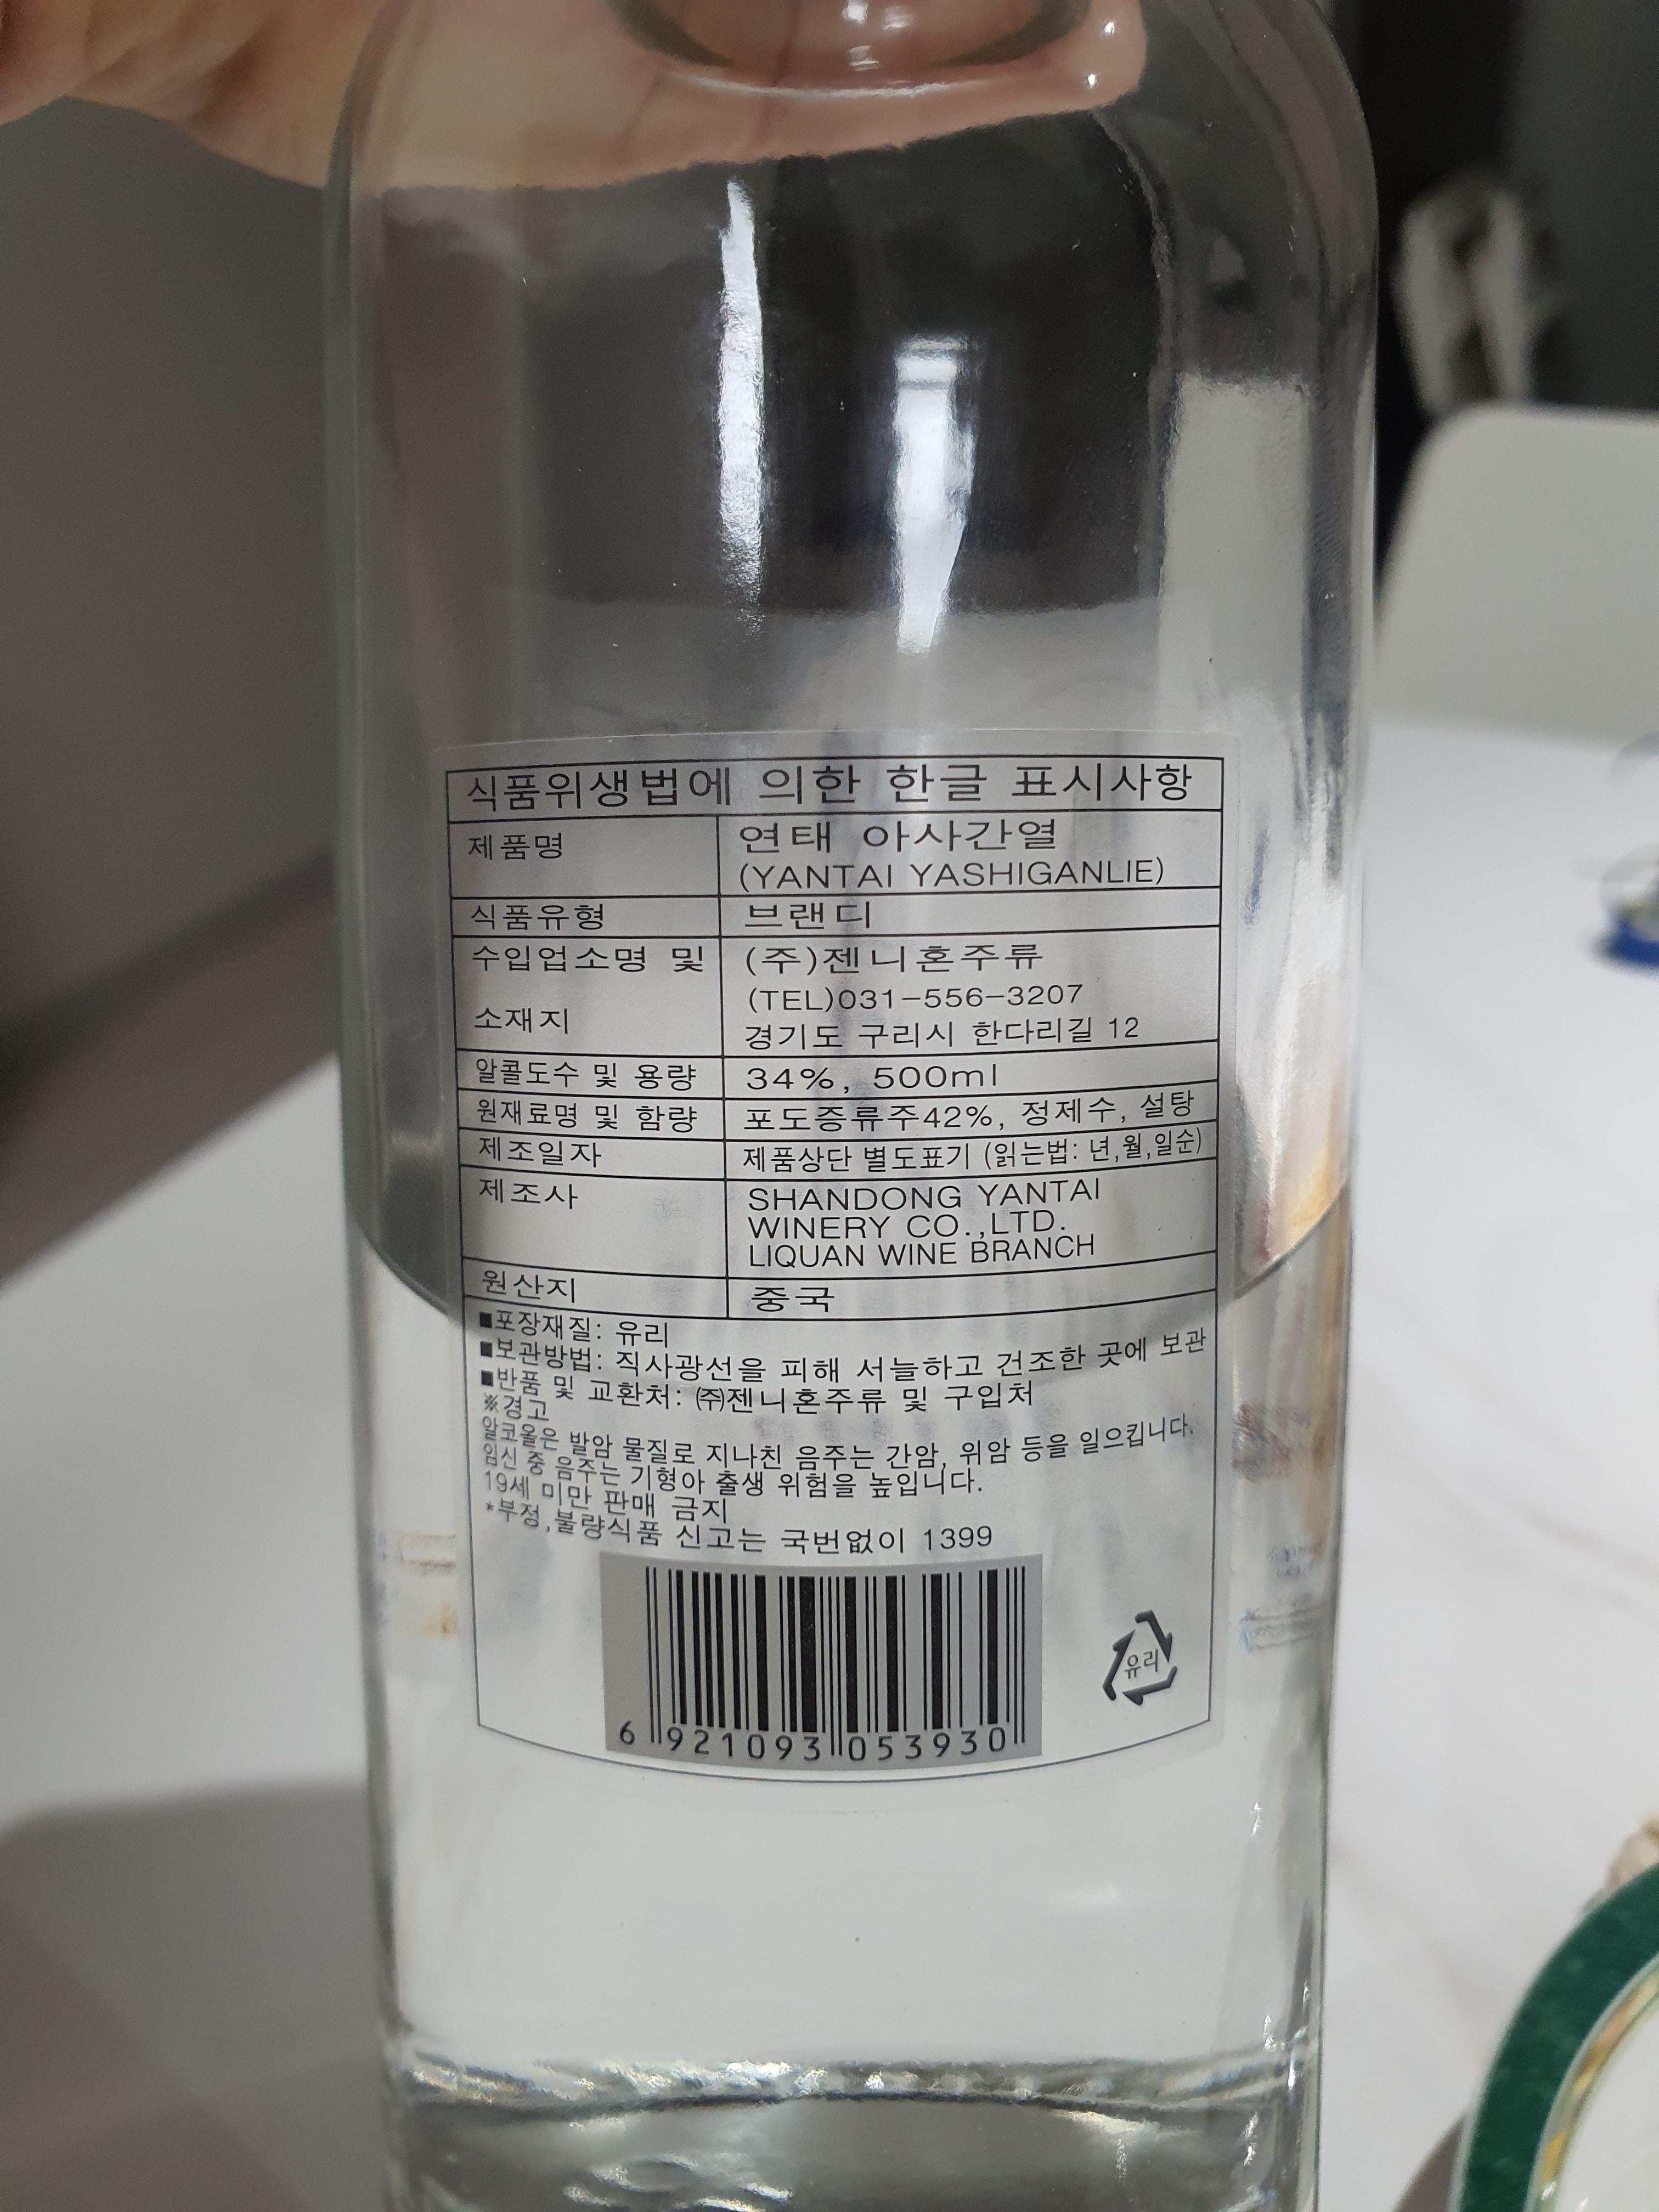 식품위생법에 의한 한글 표시사항
제품명
연태 아사간열
(YANTAI YASHIGANLIE)
식품유형
브랜디
수입업소명 및
소재지
(주)젠니혼주류
(TEL)031-556-3207
경기도 구리시 한다리길 12
알콜도수 및 용량
34%, 500ml
원재료명 및 함량
포도증류주42%, 정제수, 설탕
제조일자
제품상단 별도표기 (읽는법: 년,월,일순)
제조사
SHANDONG YANTAI
WINERY CO.,LTD.
LIQUAN WINE BRANCH
원산지
중국
■포장재질: 유리
■보관방법: 직사광선을 피해 서늘하고 건조한 곳에 보관
■반품 및 교환처: ㈜젠니혼주류 및 구입처
※경고
알코올은 발암 물질로 지나친 음주는 간암, 위암 등을 일으킵니다.
임신 중 음주는 기형아 출생 위험을 높입니다.
19세 미만 판매 금지
*부정,불량식품 신고는 국번없이 1399
유리
6 921093 053930